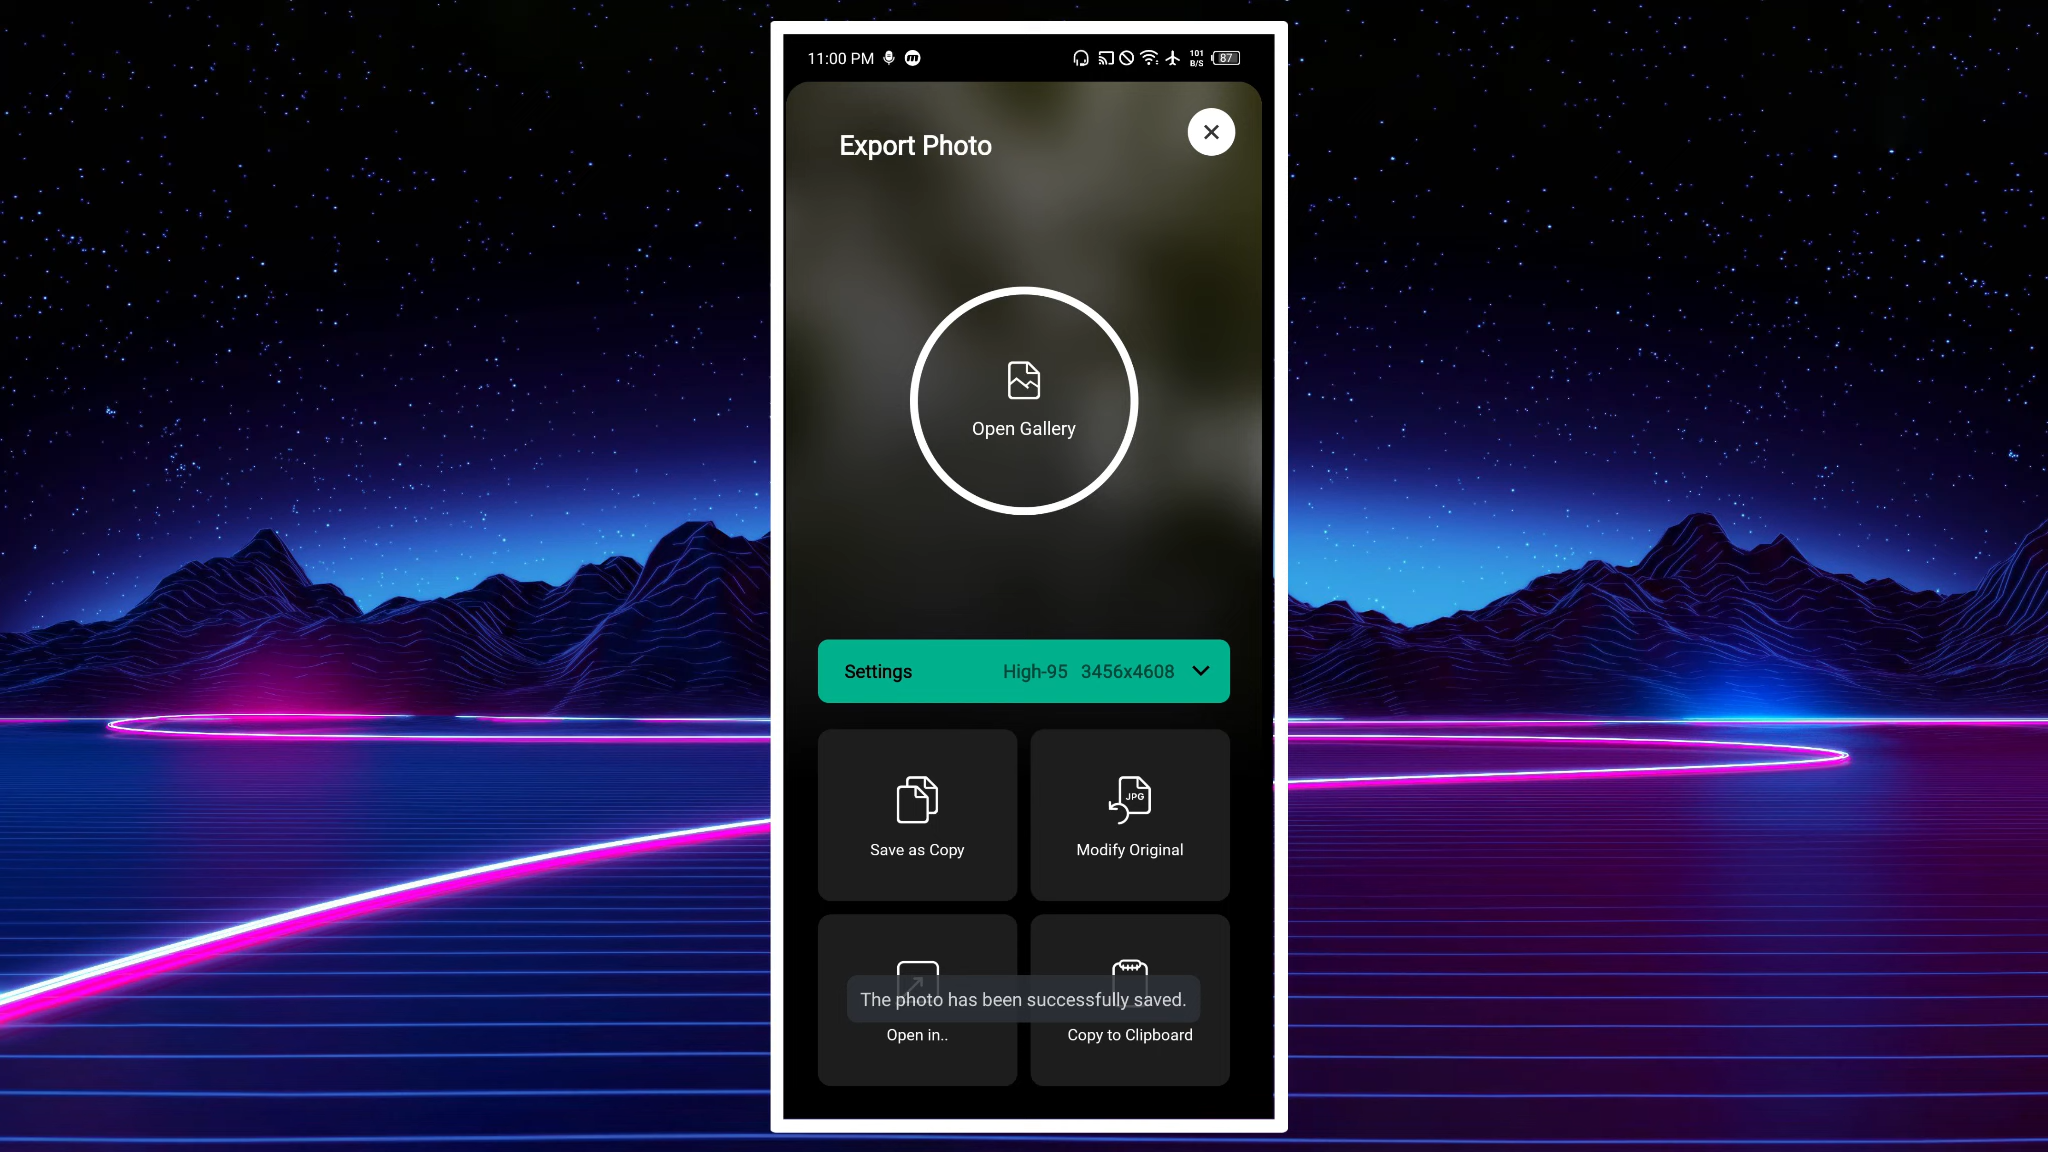 11:00 PM
101
B/S
87
Export Photo
Open Gallery
Settings High-95 3456x4608
Save as Copy
JPG
Modify Original
The photo has been successfully saved.
Open in..
Copy to Clipboard